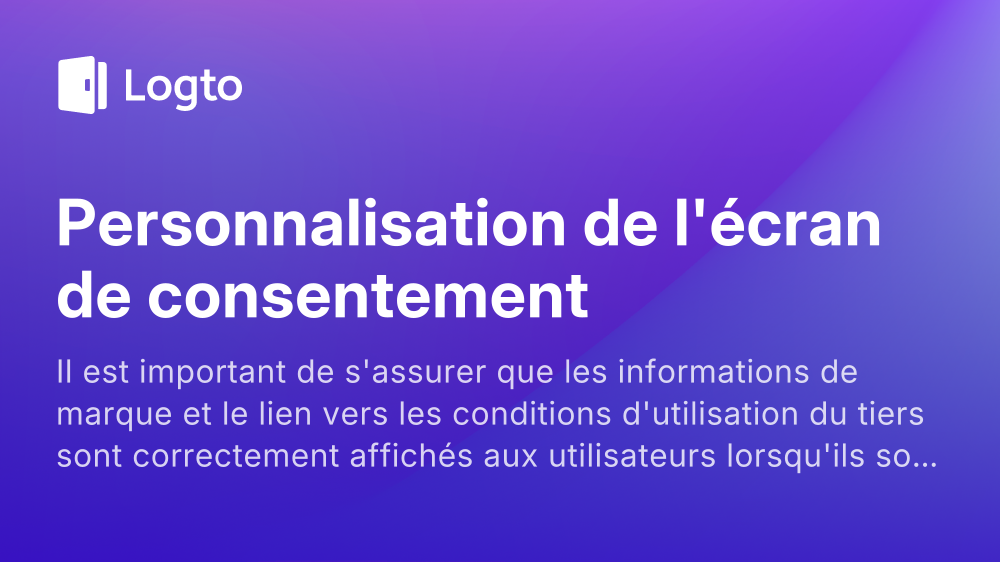 Logto
Personnalisation de l'écran
de consentement
Il est important de s'assurer que les informations de
marque et le lien vers les conditions d'utilisation du tiers
sont correctement affichés aux utilisateurs lorsqu'ils so...